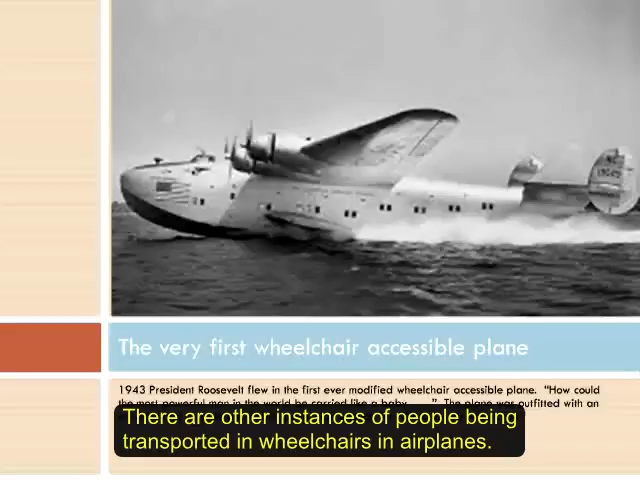 The very first wheelchair accessible plane
1943 President Roosevelt flew in the first ever modified wheelchair accessible plane. "How could
the most powerful man in the world be carried like a baby ....." The plane was outfitted with an
There are other instances of people being
transported in wheelchairs in airplanes.